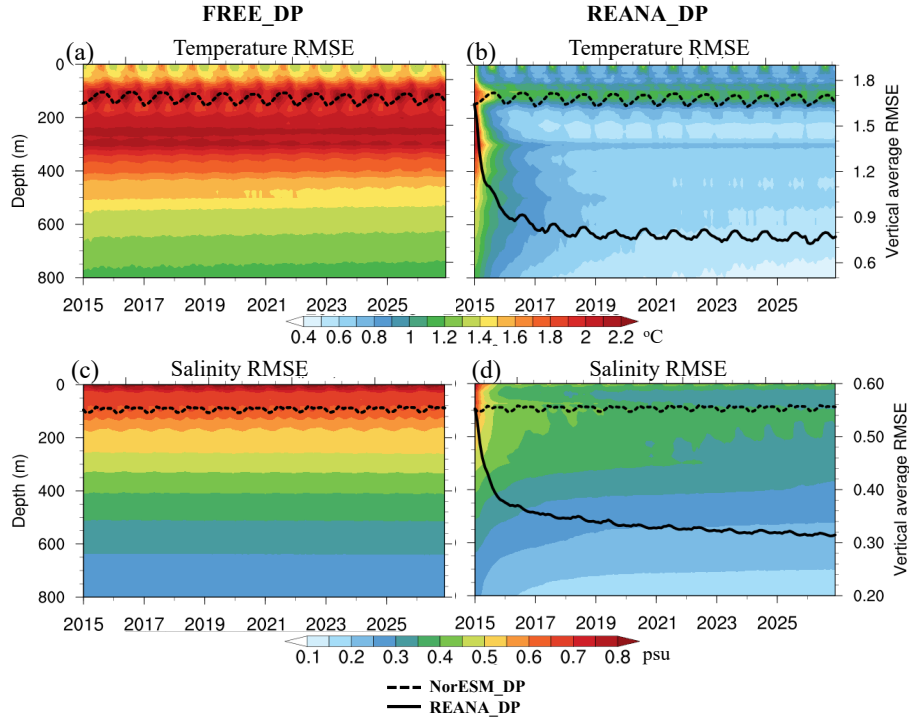 FREE_DP
REANA_DP
(a)
Temperature RMSE
(b)
Temperature RMSE
Depth (m)
0
200
400
600
800
1.8
1.5
1.2
0.9
0.6
Vertical average RMSE
2015 2017 2019 2021 2023 2025
2015 2017 2019 2021 2023 2025
0.4 0.6 0.8 1 1.2 1.4 1.6 1.8 2 2.2 °C
(c)
Salinity RMSE
(d)
Salinity RMSE
Depth (m)
0
200
400
600
800
0.60
0.50
0.40
0.30
0.20
Vertical average RMSE
2015 2017 2019 2021 2023 2025
2015 2017 2019 2021 2023 2025
0.1 0.2 0.3 0.4 0.5 0.6 0.7 0.8 psu
NorESM_DP
REANA_DP